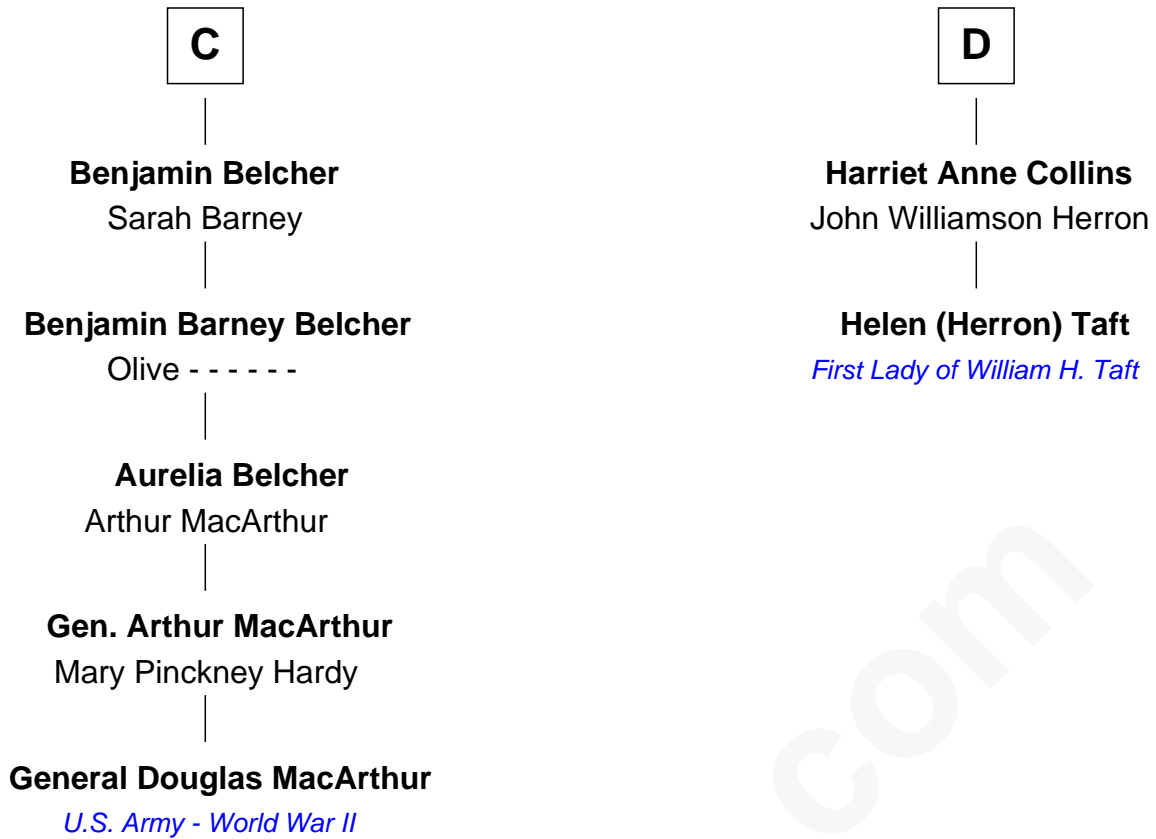 C
Benjamin Belcher
Sarah Barney
Benjamin Barney Belcher
Olive - - - - - -
Aurelia Belcher
Arthur MacArthur
Gen. Arthur MacArthur
Mary Pinckney Hardy
General Douglas MacArthur
U.S. Army - World War II
D
Harriet Anne Collins
John Williamson Herron
Helen (Herron) Taft
First Lady of William H. Taft
com